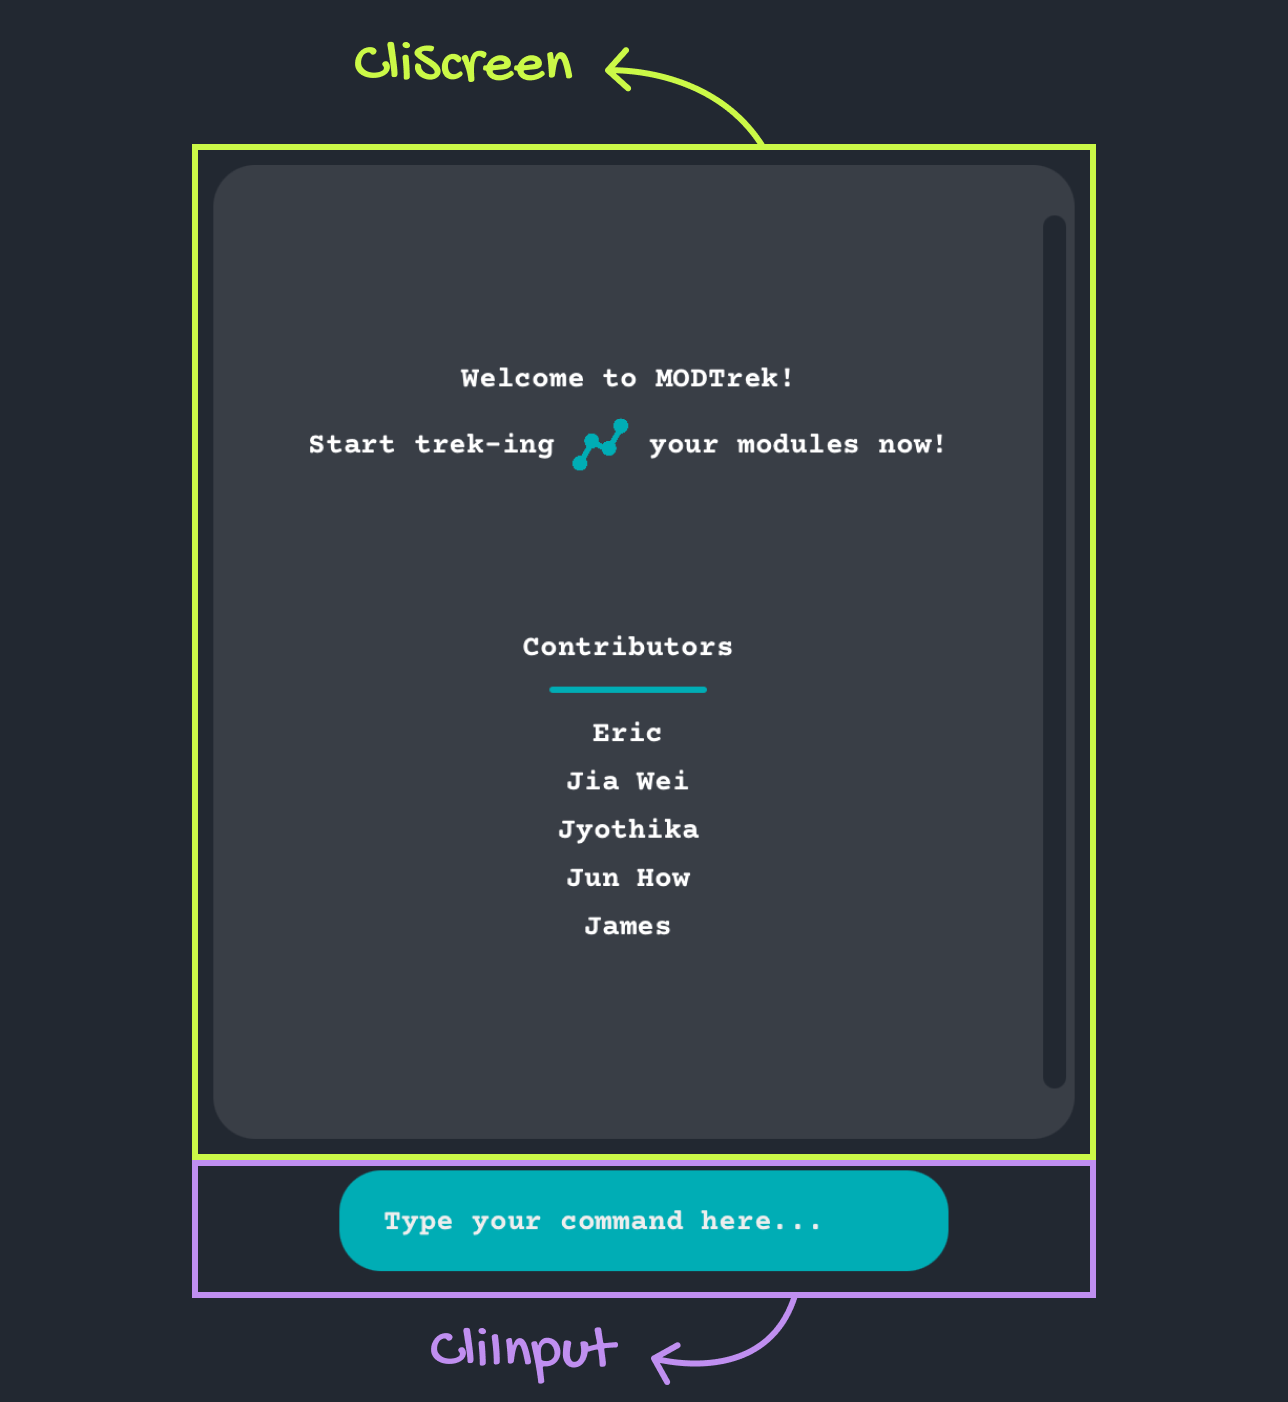 CliScreen
Welcome to MODTrek!
Start trek-ing your modules now!
Contributors
Eric
Jia Wei
Jyothika
Jun How
James
Type your command here...
CliInput